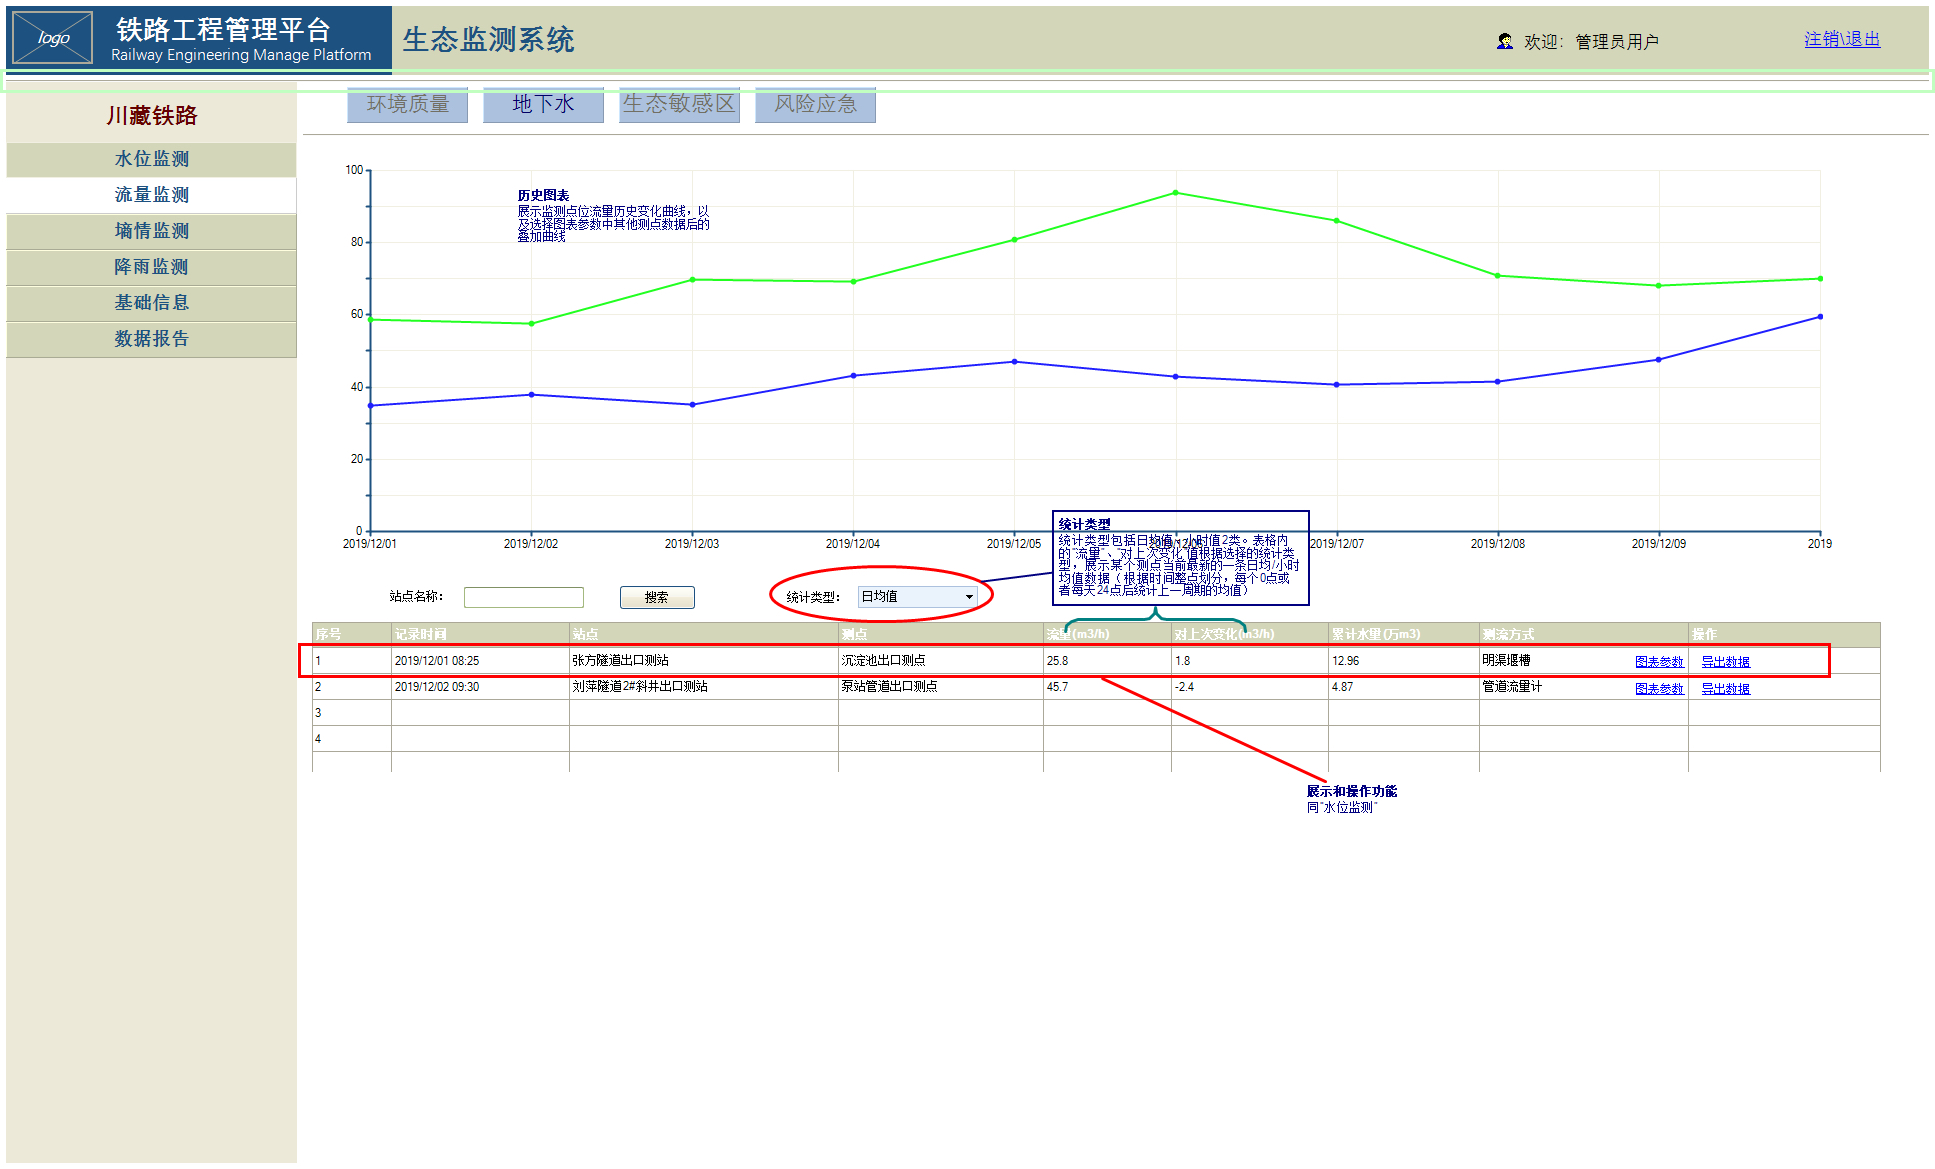 logo
铁路工程管理平台
Railway Engineering Manage Platform
生态监测系统
欢迎: 管理员用户
注销\退出
川藏铁路
环境质量
地下水
生态敏感区
风险应急
水位监测
流量监测
墒情监测
降雨监测
基础信息
数据报告
历史图表
展示监测点位流量历史变化曲线，以
及选择图表参数中其他测点数据后的
叠加曲线
100
80
60
40
20
0
2019/12/01
2019/12/02
2019/12/03
2019/12/04
2019/12/05
2019/12/07
2019/12/08
2019/12/09
2019
统计类型
统计类型包括日均值、小时值2类。表格内
的"流量"、"对上次变化"值根据选择的统计类
型，展示某个测点当前最新的一条日均/小时
均值数据（根据时间整点划分，每个0点或
者每天24点后统计上一周期的均值）
站点名称:
搜索
统计类型:
日均值
序号 记录时间 站点 测点 流量(m3/h) 对上次变化(m3/h) 累计水量(万m3) 测流方式 操作
1 2019/12/01 08:25 张方隧道出口测站 沉淀池出口测点 25.8 1.8 12.96 明渠堰槽 图表参数 导出数据
2 2019/12/02 09:30 刘萍隧道2#斜井出口测站 泵站管道出口测点 45.7 -2.4 4.87 管道流量计 图表参数 导出数据
3
4
展示和操作功能
同"水位监测"